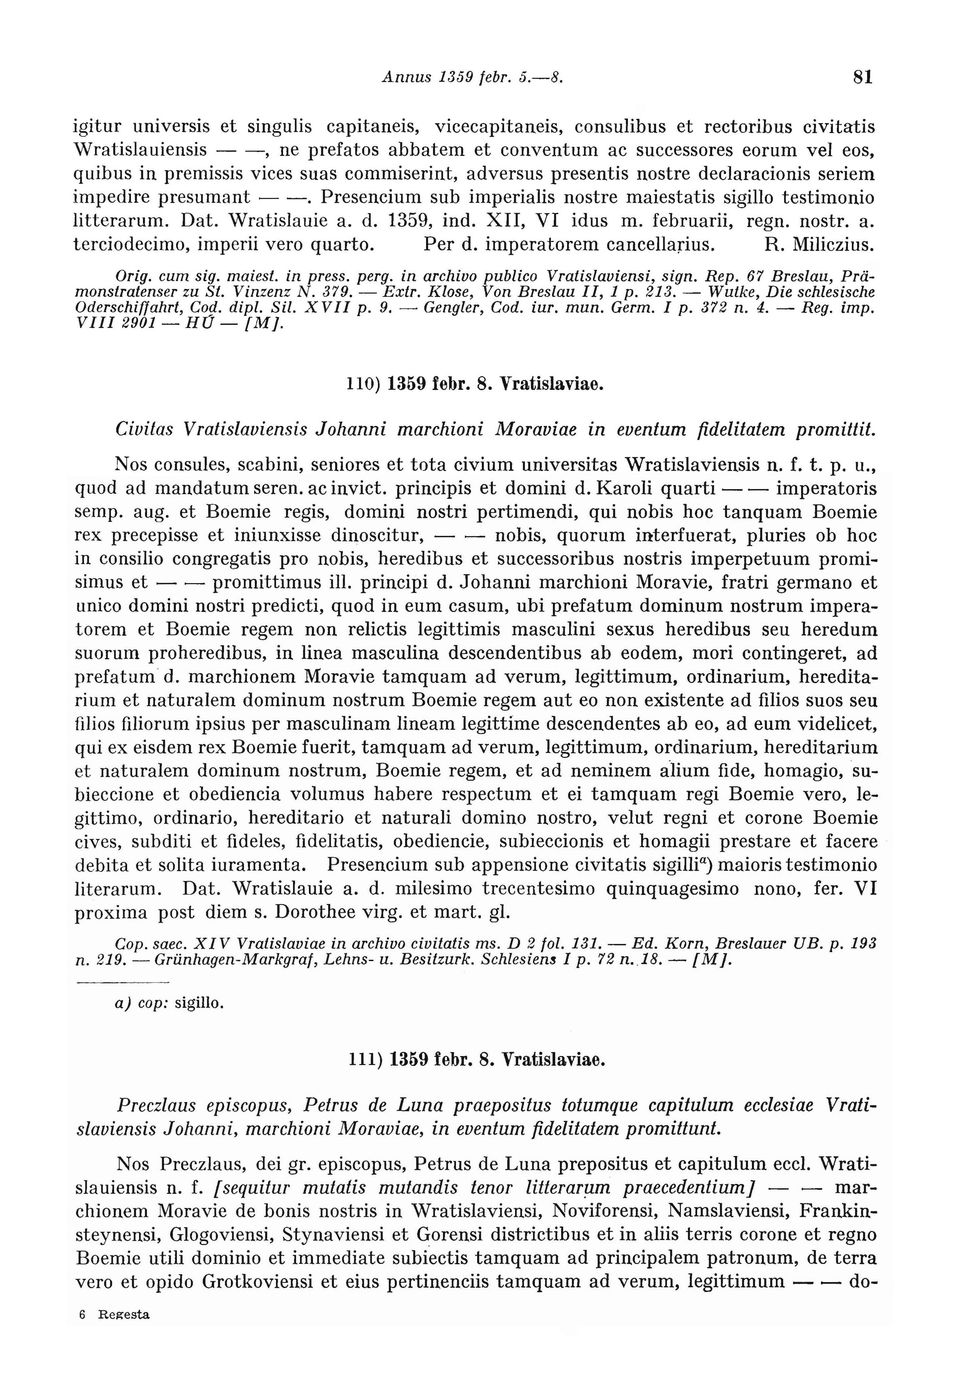 Annus 1359 febr. 5.—8. 81
igitur universis et singulis capitaneis, vicecapitaneis, consulibus et rectoribus civitatis
Wratislauiensis — —, ne prefatos abbatem et conventum ac successores eorum vel eos,
quibus in premissis vices suas commiserint, adversus presentis nostre declaracionis seriem
impedire presumant — —. Presencium sub imperialis nostre maiestatis sigillo testimonio
litterarum. Dat. Wratislauie a. d. 1359, ind. XII, VI idus m. februarii, regn. nostr. a.
terciodecimo, imperii vero quarto. Per d. imperatorem cancellarius. R. Miliczius.
Orig. cum sig. maiest. in press. perg. in archivo publico Vratislaviensi, sign. Rep. 67 Breslau, Prä-
monstratenser zu St. Vinzenz N. 379. — Extr. Klose, Von Breslau II, 1 p. 213. — Wutke, Die schlesische
Oderschiffahrt, Cod. dipl. Sil. XVII p. 9. — Gengler, Cod. iur. mun. Germ. I p. 372 n. 4. — Reg. imp.
VIII 2901 — HÚ — [M].
110) 1359 febr. 8. Vratislaviae.
Civitas Vratislaviensis Johanni marchioni Moraviae in eventum fidelitatem promittit.
Nos consules, scabini, seniores et tota civium universitas Wratislaviensis n. f. t. p. u.,
quod ad mandatum seren. ac invict. principis et domini d. Karoli quarti — — imperatoris
semp. aug. et Boemie regis, domini nostri pertimendi, qui nobis hoc tanquam Boemie
rex precepisse et iniunxisse dinoscitur, — — nobis, quorum interfuerat, pluries ob hoc
in consilio congregatis pro nobis, heredibus et successoribus nostris imperpetuum promi-
simus et — — promittimus ill. principi d. Johanni marchioni Moravie, fratri germano et
unico domini nostri predicti, quod in eum casum, ubi prefatum dominum nostrum impera-
torem et Boemie regem non relictis legittimis masculini sexus heredibus seu heredum
suorum proheredibus, in linea masculina descendentibus ab eodem, mori contingeret, ad
prefatum d. marchionem Moravie tamquam ad verum, legittimum, ordinarium, heredita-
rium et naturalem dominum nostrum Boemie regem aut eo non existente ad filios suos seu
filios filiorum ipsius per masculinam lineam legittime descendentes ab eo, ad eum videlicet,
qui ex eisdem rex Boemie fuerit, tamquam ad verum, legittimum, ordinarium, hereditarium
et naturalem dominum nostrum, Boemie regem, et ad neminem alium fide, homagio, su-
bieccione et obediencia volumus habere respectum et ei tamquam regi Boemie vero, le-
gittimo, ordinario, hereditario et naturali domino nostro, velut regni et corone Boemie
cives, subditi et fideles, fidelitatis, obediencie, subieccionis et homagii prestare et facere
debita et solita iuramenta. Presencium sub appensione civitatis sigilli a) maioris testimonio
literarum. Dat. Wratislauie a. d. milesimo trecentesimo quinquagesimo nono, fer. VI
proxima post diem s. Dorothee virg. et mart. gl.
Cop. saec. XIV Vratislaviae in archivo civitatis ms. D 2 fol. 131. — Ed. Korn, Breslauer UB. p. 193
n. 219. — Grünhagen-Markgraf, Lehns- u. Besitzurk. Schlesiens I p. 72 n. 18. — [M].
a) cop: sigillo.
111) 1359 febr. 8. Vratislaviae.
Preczlaus episcopus, Petrus de Luna praepositus totumque capitulum ecclesiae Vrati-
slaviensis Johanni, marchioni Moraviae, in eventum fidelitatem promittunt.
Nos Preczlaus, dei gr. episcopus, Petrus de Luna prepositus et capitulum eccl. Wrati-
slauiensis n. f. [sequitur mutatis mutandis tenor litterarum praecedentium] — — mar-
chionem Moravie de bonis nostris in Wratislaviensi, Noviforensi, Namslaviensi, Frankin-
steynensi, Glogoviensi, Stynaviensi et Gorensi districtibus et in aliis terris corone et regno
Boemie utili dominio et immediate subiectis tamquam ad principalem patronum, de terra
vero et opido Grotkoviensi et eius pertinenciis tamquam ad verum, legittimum — — do-
6 Regesta